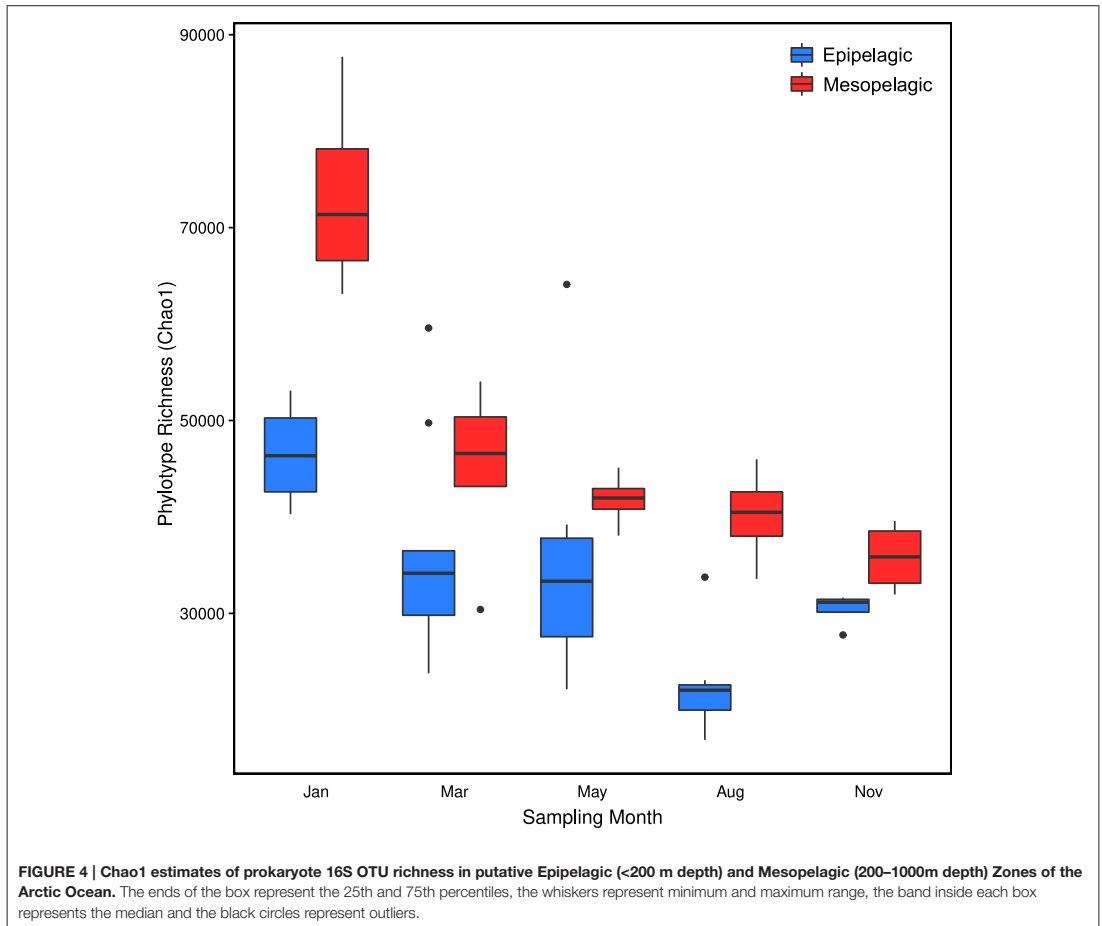 90000
70000
50000
30000
Phylotype Richness (Chao1)
Epipelagic
Mesopelagic
Jan Mar May Aug Nov
Sampling Month
FIGURE 4 | Chao1 estimates of prokaryote 16S OTU richness in putative Epipelagic (<200 m depth) and Mesopelagic (200–1000m depth) Zones of the
Arctic Ocean. The ends of the box represent the 25th and 75th percentiles, the whiskers represent minimum and maximum range, the band inside each box
represents the median and the black circles represent outliers.